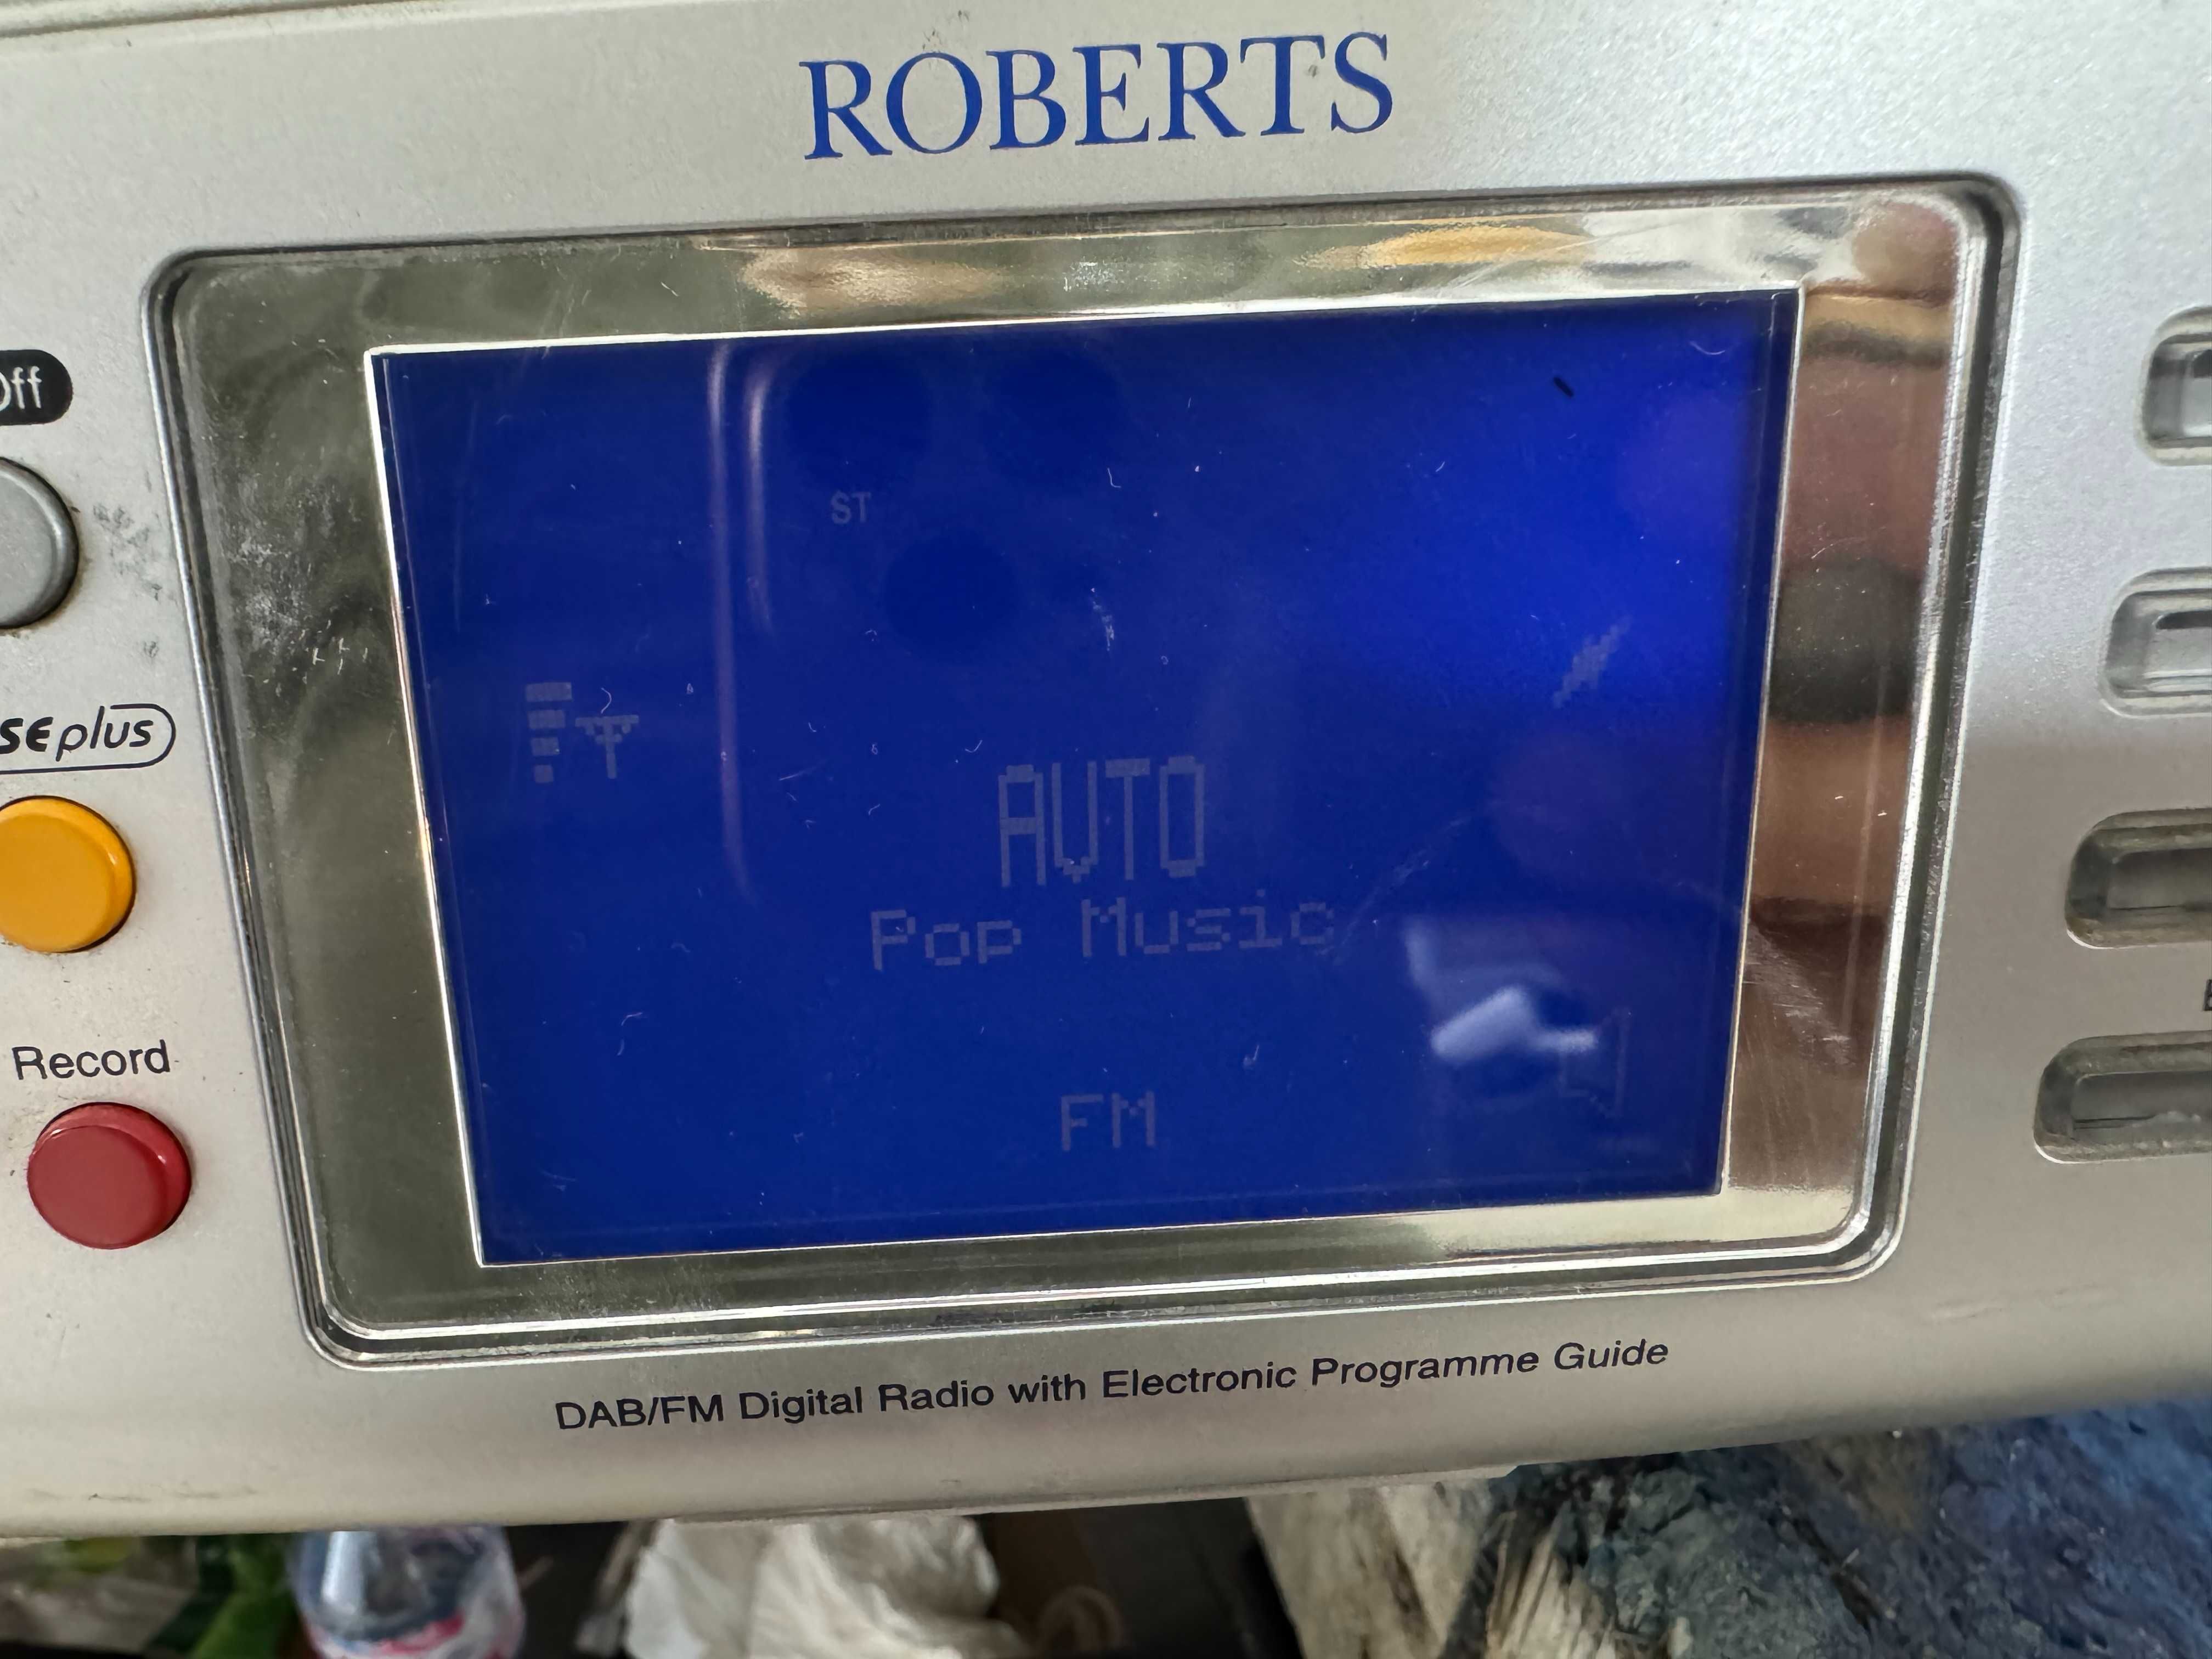 ROBERTS
Off
ST
SEplus
AUTO
Pop Music
Record
FM
DAB/FM Digital Radio with Electronic Programme Guide